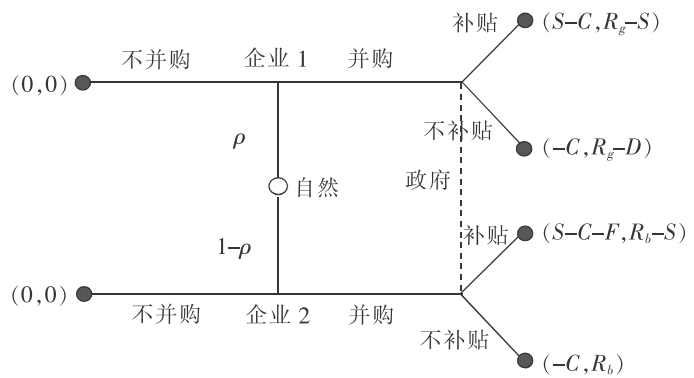 补贴
(S–C,R_g–S)
不并购
企业 1
并购
(0,0)
不补贴
ρ
(–C,R_g–D)
自然
政府
1–ρ
补贴
(S–C–F,R_b–S)
(0,0)
不并购
企业 2
并购
不补贴
(–C,R_b)